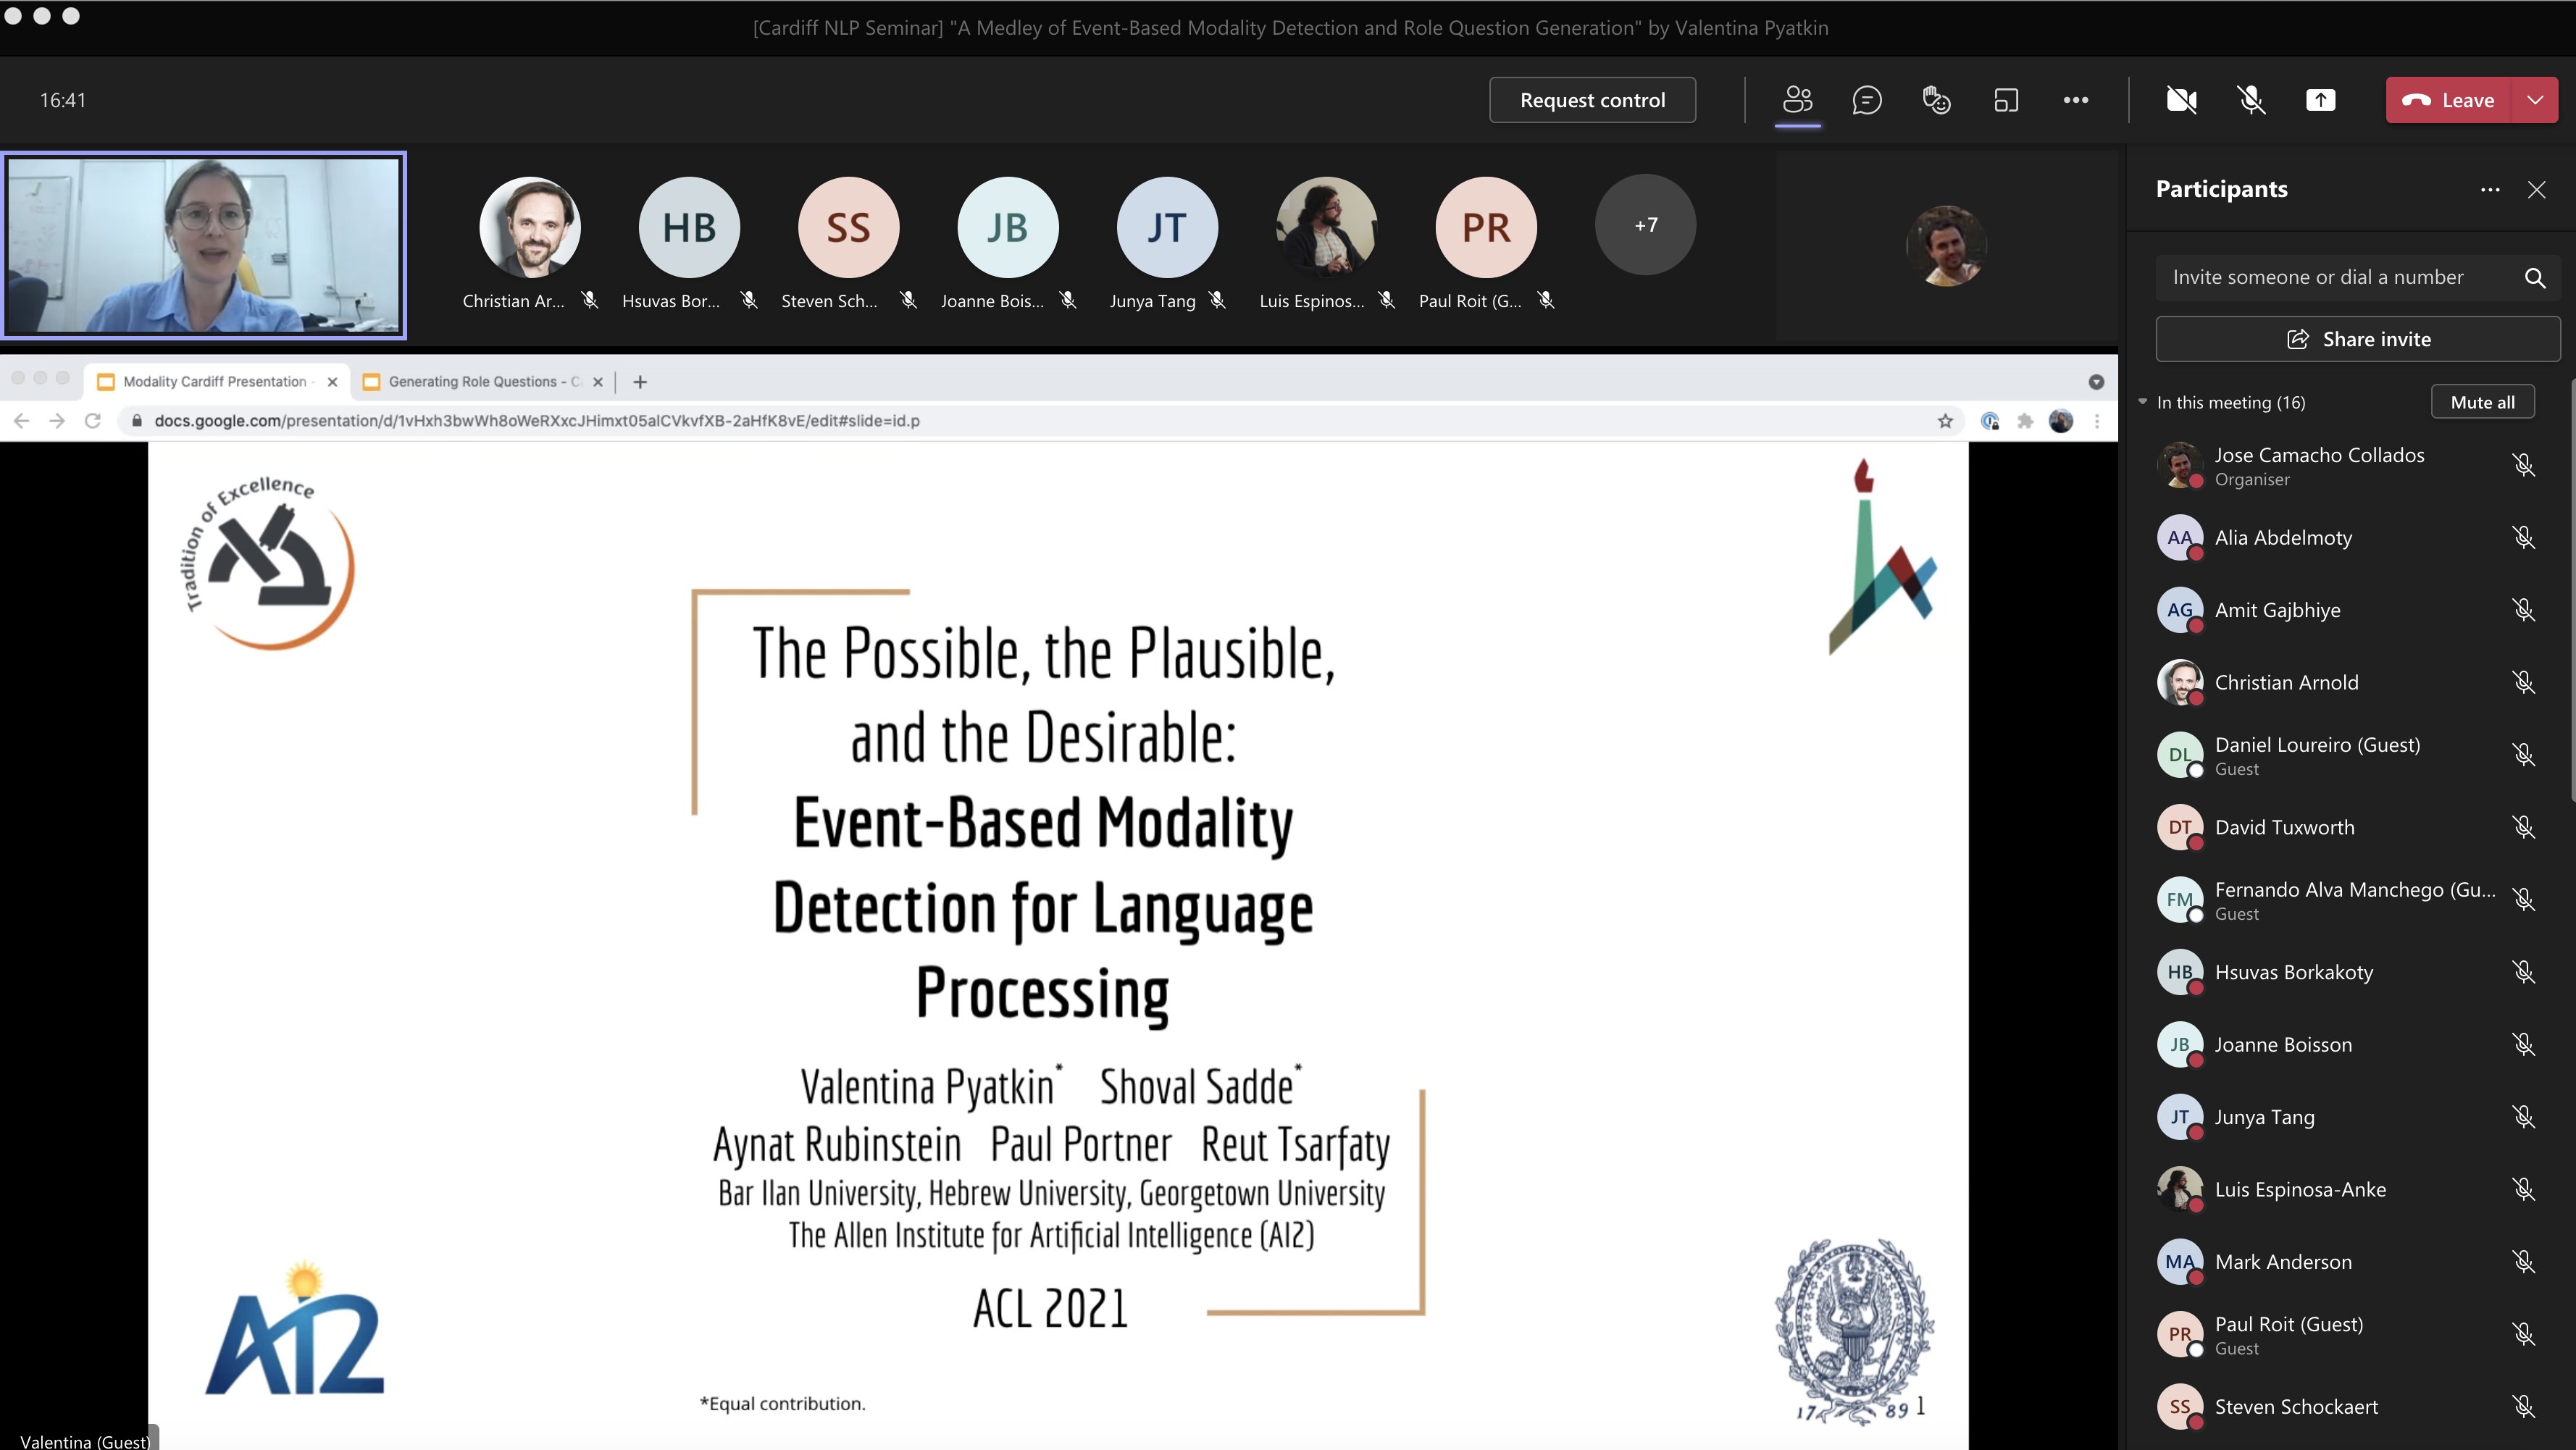 [Cardiff NLP Seminar] "A Medley of Event-Based Modality Detection and Role Question Generation" by Valentina Pyatkin
16:41
Request control
Leave
HB
SS
JB
JT
PR
+7
Christian Ar...
Hsuvas Bor...
Steven Sch...
Joanne Bois...
Junya Tang
Luis Espinos...
Paul Roit (G...
Modality Cardiff Presentation -
Generating Role Questions - C
docs.google.com/presentation/d/1vHxh3bwWh8oWeRXxcJHimxt05alCVkvfXB-2aHfK8vE/edit#slide=id.p
Tradition of Excellence
The Possible, the Plausible,
and the Desirable:
Event-Based Modality
Detection for Language
Processing
Valentina Pyatkin* Shoval Sadde*
Aynat Rubinstein Paul Portner Reut Tsarfaty
Bar Ilan University, Hebrew University, Georgetown University
The Allen Institute for Artificial Intelligence (AI2)
ACL 2021
*Equal contribution.
AI2
17 89
1
Valentina (Guest)
Participants
Invite someone or dial a number
Share invite
In this meeting (16)
Mute all
Jose Camacho Collados
Organiser
AA
Alia Abdelmoty
AG
Amit Gajbhiye
Christian Arnold
DL
Daniel Loureiro (Guest)
Guest
DT
David Tuxworth
FM
Fernando Alva Manchego (Gu...
Guest
HB
Hsuvas Borkakoty
JB
Joanne Boisson
JT
Junya Tang
Luis Espinosa-Anke
MA
Mark Anderson
PR
Paul Roit (Guest)
Guest
SS
Steven Schockaert